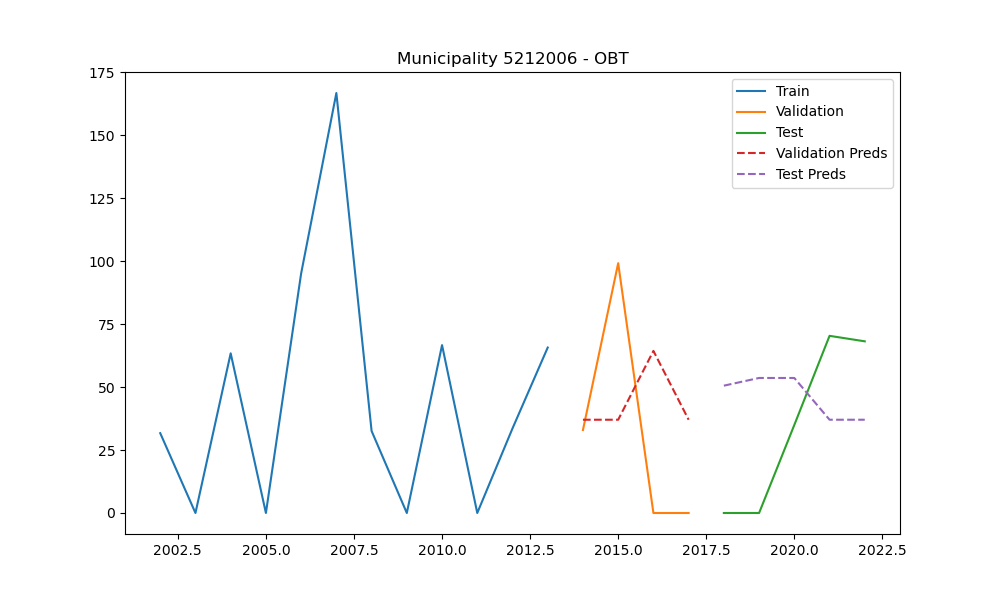 Municipality 5212006 - OBT
175
150
125
100
75
50
25
0
2002.5 2005.0 2007.5 2010.0 2012.5 2015.0 2017.5 2020.0 2022.5
Train
Validation
Test
Validation Preds
Test Preds